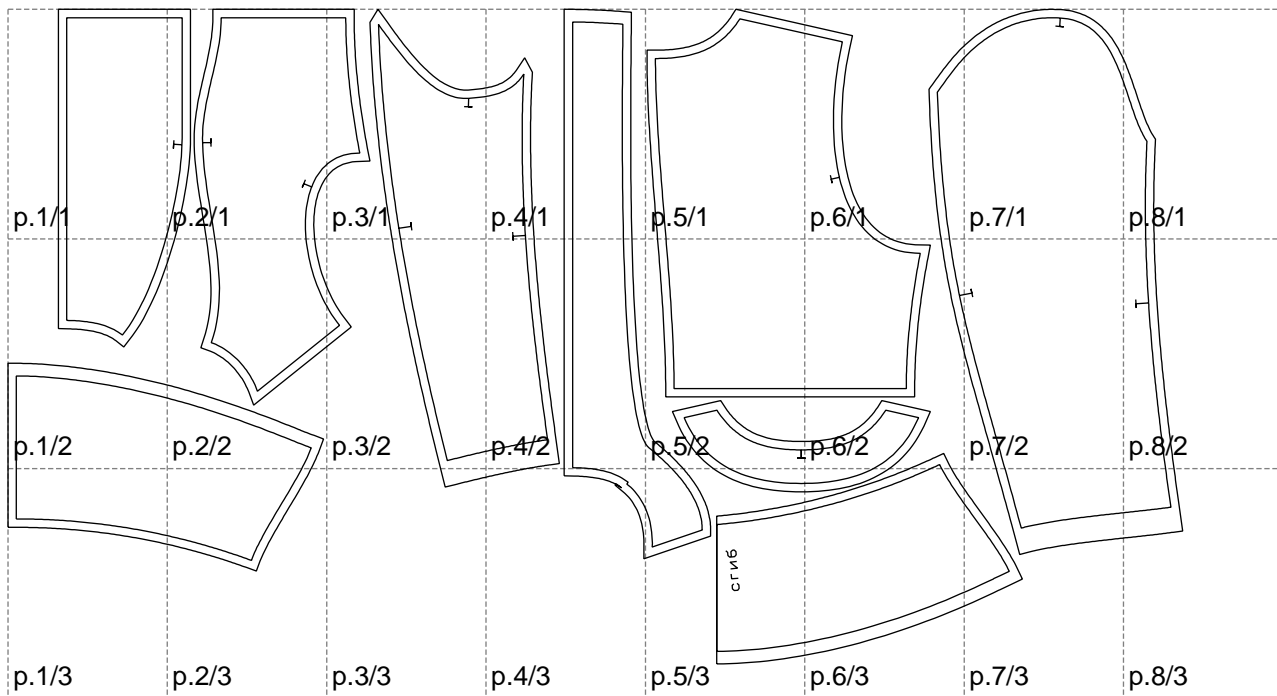 p.1/1 p.2/1 p.3/1 p.4/1 p.5/1 p.6/1 p.7/1 p.8/1
p.1/2 p.2/2 p.3/2 p.4/2 p.5/2 p.6/2 p.7/2 p.8/2
сгиб
p.1/3 p.2/3 p.3/3 p.4/3 p.5/3 p.6/3 p.7/3 p.8/3